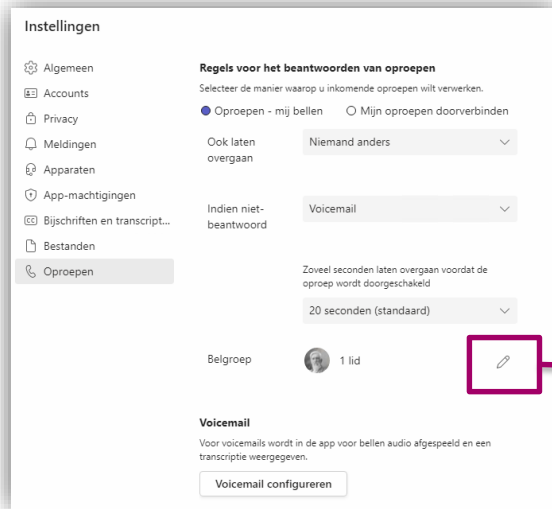 Instellingen
Algemeen
Accounts
Privacy
Meldingen
Apparaten
App-machtigingen
CC Bijschriften en transcript...
Bestanden
Oproepen
Regels voor het beantwoorden van oproepen
Selecteer de manier waarop u inkomende oproepen wilt verwerken.
Oproepen - mij bellen Mijn oproepen doorverbinden
Ook laten overgaan
Niemand anders
Indien niet-
beantwoord
Voicemail
Zoveel seconden laten overgaan voordat de
oproep wordt doorgeschakeld
20 seconden (standaard)
Belgroep
1 lid
Voicemail
Voor voicemails wordt in de app voor bellen audio afgespeeld en een
transcriptie weergegeven.
Voicemail configureren